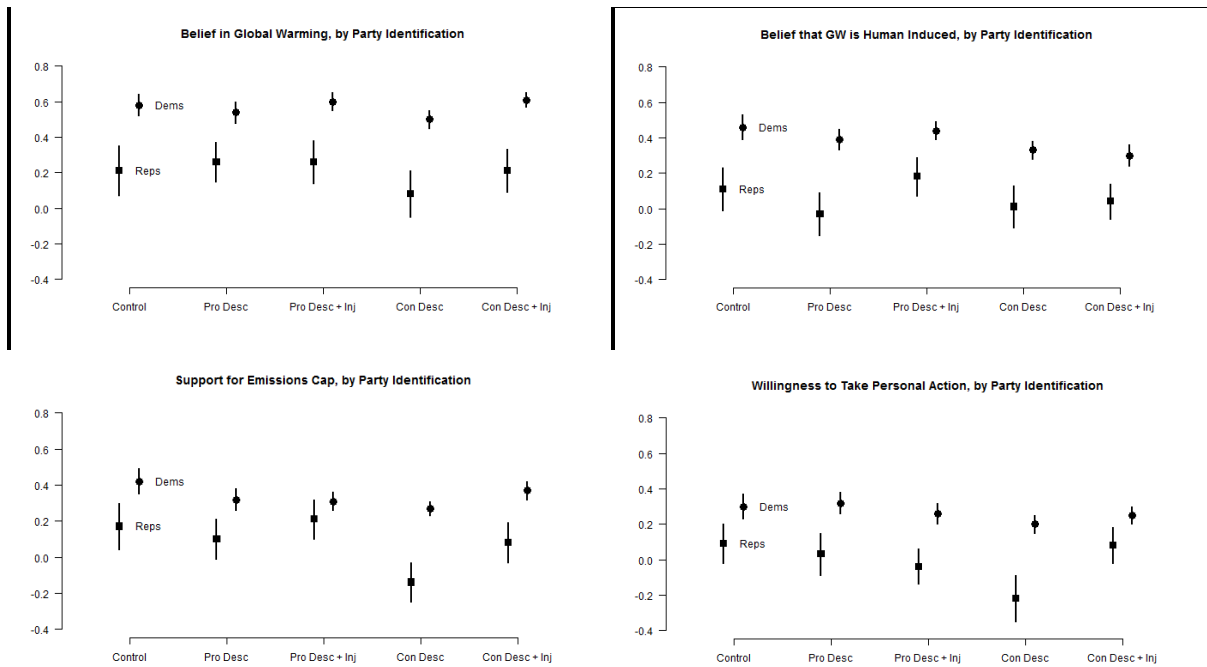 Belief in Global Warming, by Party Identification
0.8
0.6
0.4
0.2
0.0
-0.2
-0.4
Dems
Reps
Control
Pro Desc
Pro Desc + Inj
Con Desc
Con Desc + Inj
Belief that GW is Human Induced, by Party Identification
0.8
0.6
0.4
0.2
0.0
-0.2
-0.4
Dems
Reps
Control
Pro Desc
Pro Desc + Inj
Con Desc
Con Desc + Inj
Support for Emissions Cap, by Party Identification
0.8
0.6
0.4
0.2
0.0
-0.2
-0.4
Dems
Reps
Control
Pro Desc
Pro Desc + Inj
Con Desc
Con Desc + Inj
Willingness to Take Personal Action, by Party Identification
0.8
0.6
0.4
0.2
0.0
-0.2
-0.4
Dems
Reps
Control
Pro Desc
Pro Desc + Inj
Con Desc
Con Desc + Inj